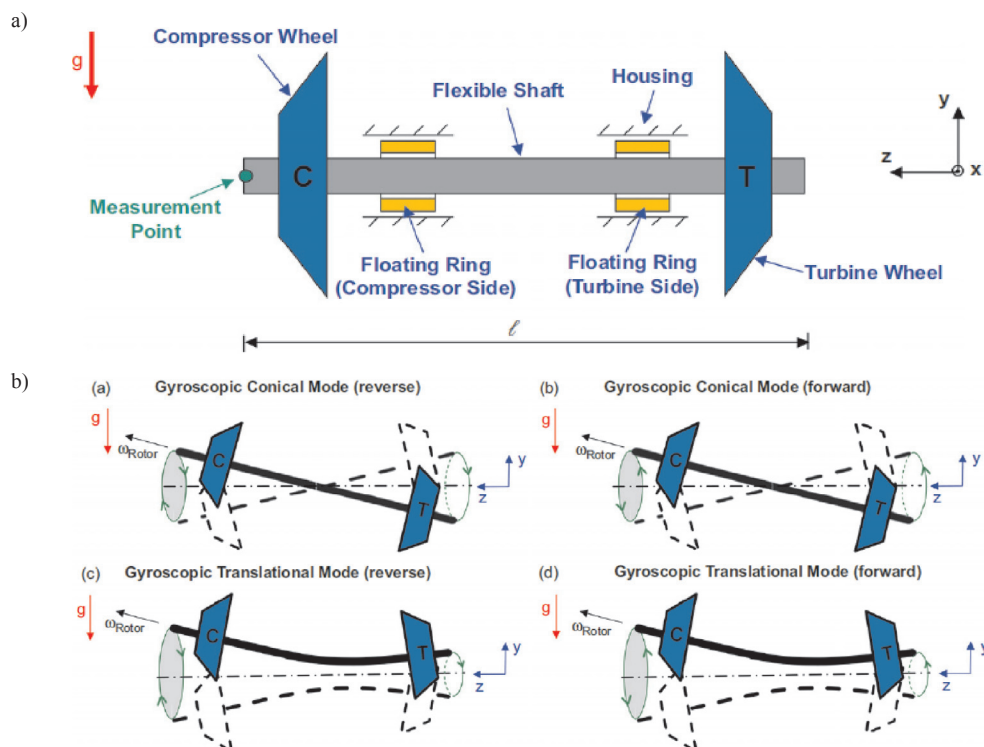 a)
Compressor Wheel
g
Flexible Shaft
Housing
y
z
x
C
T
Measurement
Point
Floating Ring
(Compressor Side)
Floating Ring
(Turbine Side)
Turbine Wheel
ℓ
b)
(a) Gyroscopic Conical Mode (reverse)
g
ωRotor
C
T
y
z
(b) Gyroscopic Conical Mode (forward)
g
ωRotor
C
T
y
z
(c) Gyroscopic Translational Mode (reverse)
g
ωRotor
C
T
y
z
(d) Gyroscopic Translational Mode (forward)
g
ωRotor
C
T
y
z